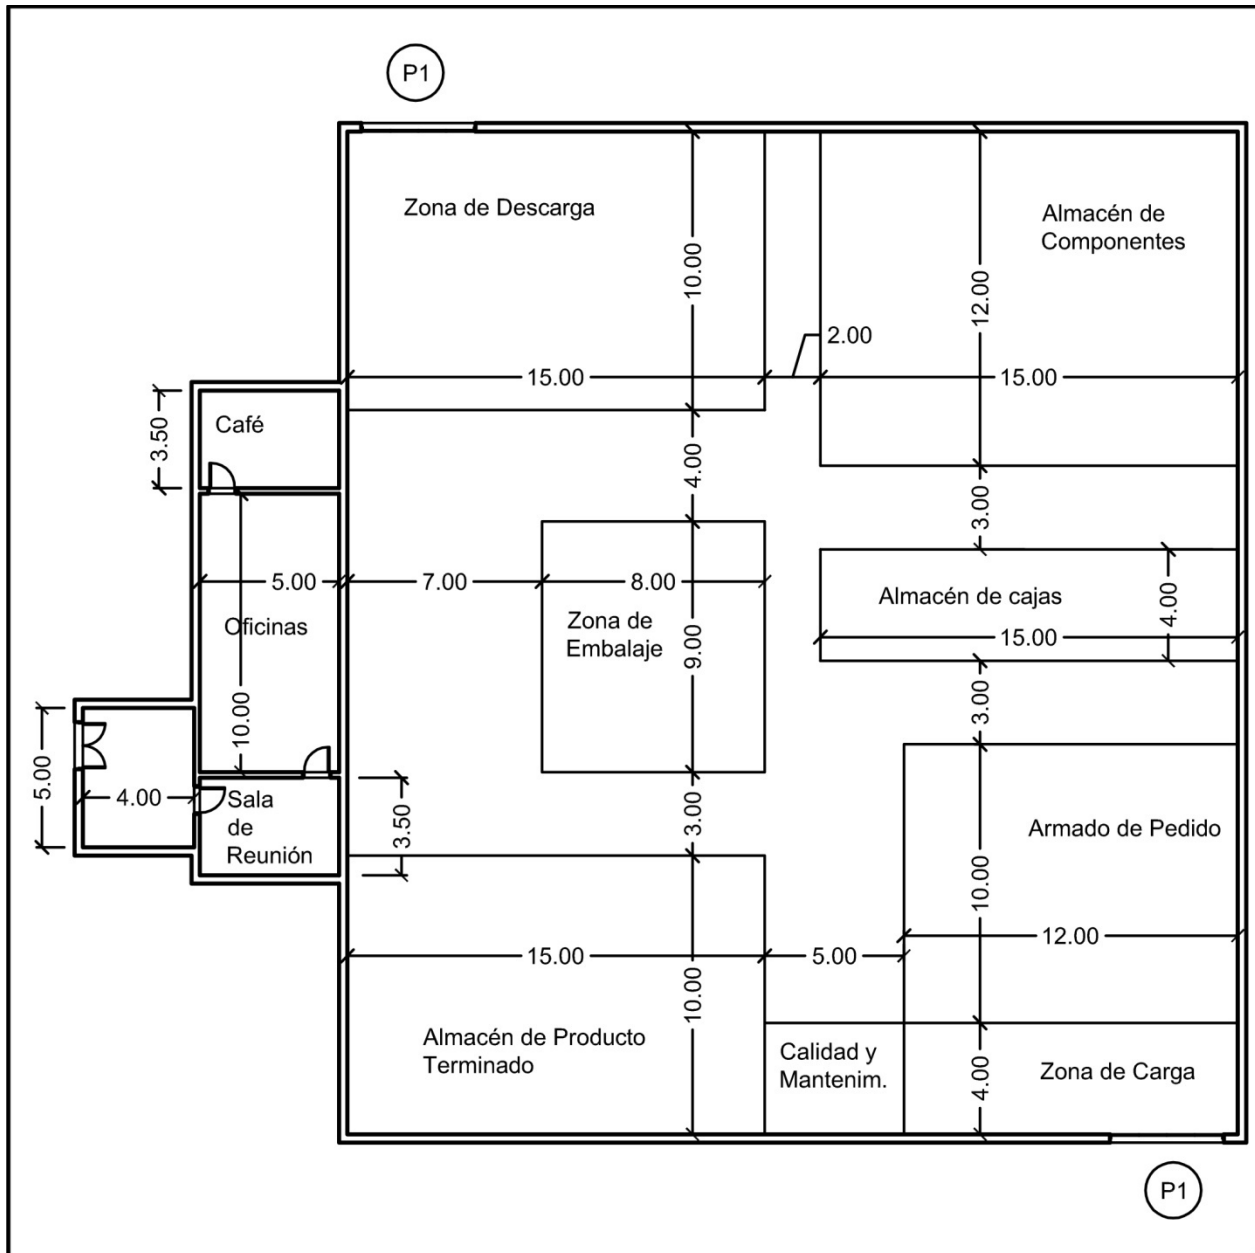 P1
Zona de Descarga
10.00
12.00
Almacén de
Componentes
2.00
15.00
15.00
3.50
Café
4.00
3.00
5.00
7.00
8.00
Oficinas
10.00
Zona de
Embalaje
9.00
Almacén de cajas
4.00
15.00
3.00
5.00
4.00
Sala
de
Reunión
3.50
3.00
Armado de Pedido
10.00
12.00
15.00
5.00
10.00
Almacén de Producto
Terminado
Calidad y
Mantenim.
4.00
Zona de Carga
P1